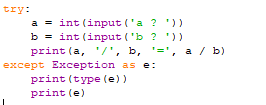 try:
    a = int(input('a ? '))
    b = int(input('b ? '))
    print(a, '/', b, '=', a / b)
except Exception as e:
    print(type(e))
    print(e)